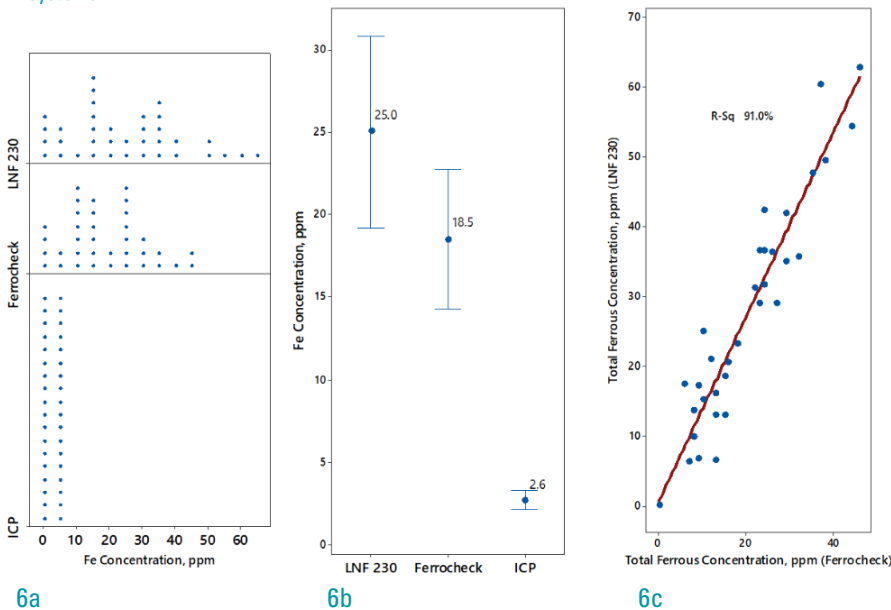 LNF 230
Ferrocheck
ICP
0 10 20 30 40 50 60
Fe Concentration, ppm
6a
Fe Concentration, ppm
30
25
20
15
10
5
0
25.0
18.5
2.6
LNF 230 Ferrocheck ICP
6b
Total Ferrous Concentration, ppm (LNF 230)
70
60
50
40
30
20
10
0
R-Sq 91.0%
0 20 40
Total Ferrous Concentration, ppm (Ferrocheck)
6c